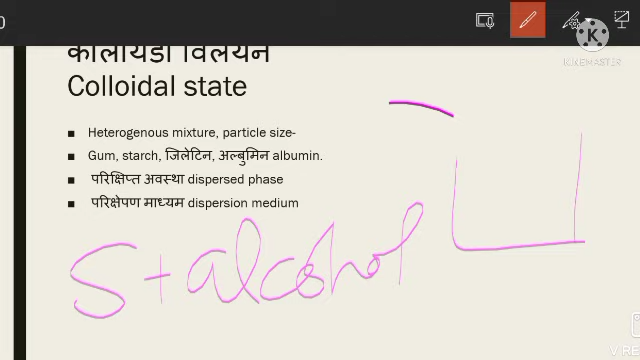 कोलॉयडी विलयन
Colloidal state
Heterogenous mixture, particle size-
Gum, starch, जिलेटिन, अल्बुमिन albumin.
परिक्षिप्त अवस्था dispersed phase
परिक्षेपण माध्यम dispersion medium
S + alcohol
K
KINEMASTER